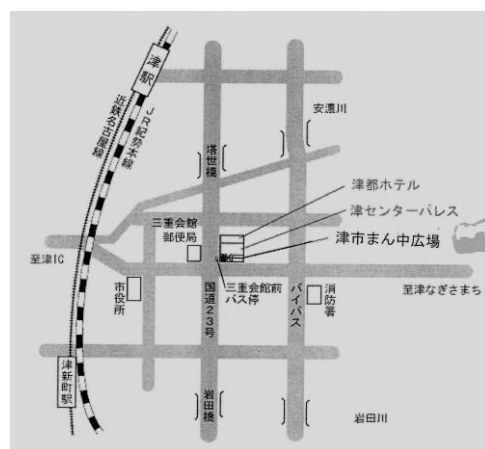 津駅
近鉄名古屋線
JR紀勢本線
安濃川
塔世橋
津都ホテル
三重会館
郵便局
津センターパレス
津市まん中広場
至津IC
市役所
国道23号
三重会館前
バス停
バイパス
消防署
至津なぎさまち
津新町駅
岩田橋
岩田川